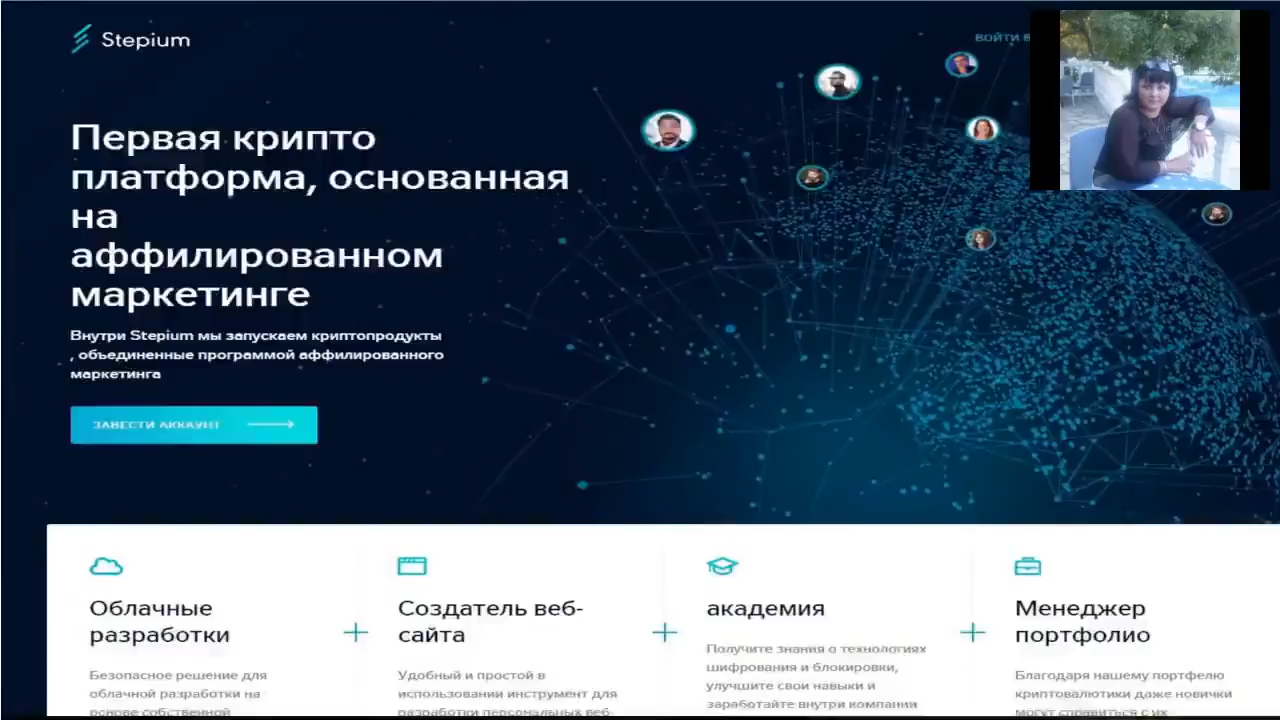 Stepium
ВОЙТИ В
Первая крипто
платформа, основанная
на
аффилированном
маркетинге
Внутри Stepium мы запускаем криптопродукты
, объединенные программой аффилированного
маркетинга
ЗАВЕСТИ АККАУНТ
Облачные
разработки
Безопасное решение для
облачной разработки на
основе собственной
Создатель веб-
сайта
Удобный и простой в
использовании инструмент для
разработки персональных веб-
академия
Получите знания о технологиях
шифрования и блокировки,
улучшите свои навыки и
заработайте внутри компании
Менеджер
портфолио
Благодаря нашему портфелю
криптовалютики даже новички
могут справиться с их